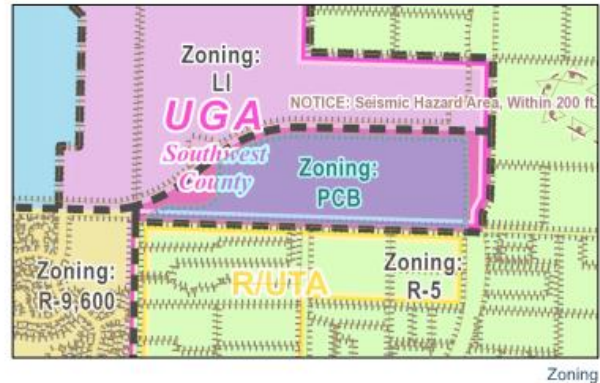 Zoning:
LI
UGA
NOTICE: Seismic Hazard Area, Within 200 ft.
Southwest
County
Zoning:
PCB
Zoning:
R-9,600
R/UTA
Zoning:
R-5
Zoning